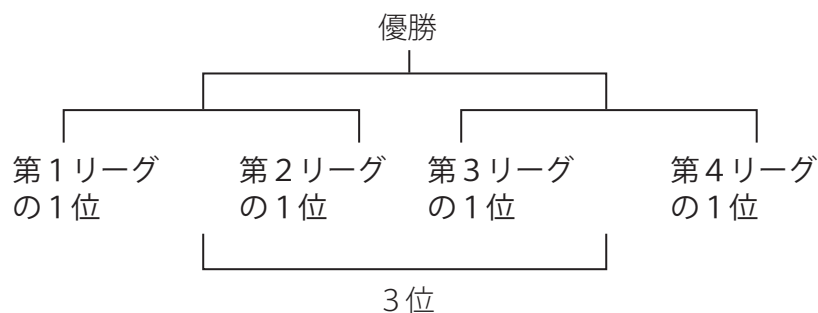 優勝
第１リーグ
の１位
第２リーグ
の１位
第３リーグ
の１位
第４リーグ
の１位
３位